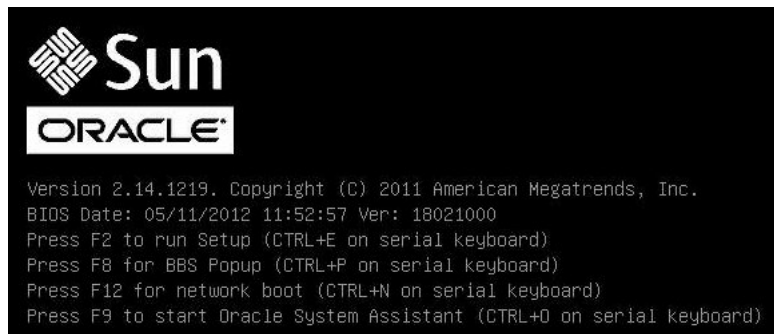 Sun
ORACLE
Version 2.14.1219. Copyright (C) 2011 American Megatrends, Inc.
BIOS Date: 05/11/2012 11:52:57 Ver: 18021000
Press F2 to run Setup (CTRL+E on serial keyboard)
Press F8 for BBS Popup (CTRL+P on serial keyboard)
Press F12 for network boot (CTRL+N on serial keyboard)
Press F9 to start Oracle System Assistant (CTRL+O on serial keyboard)